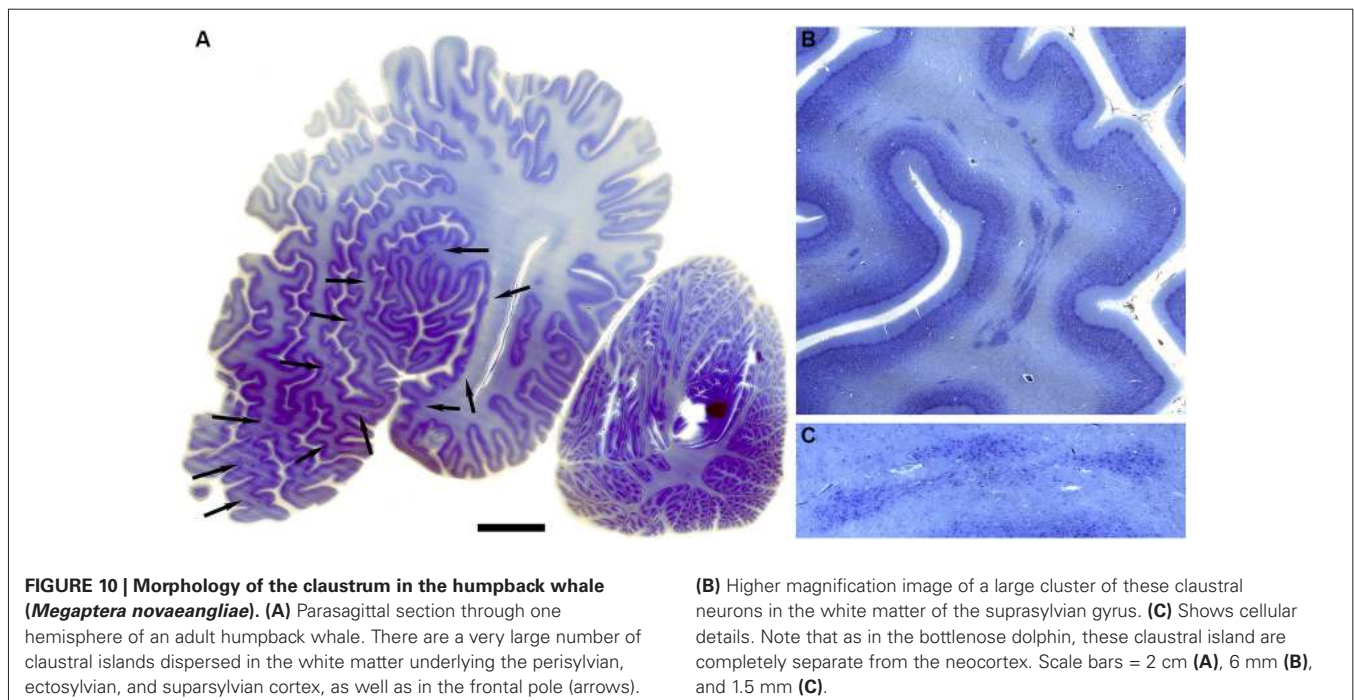 A
B
C
FIGURE 10 | Morphology of the claustrum in the humpback whale
(Megaptera novaeangliae). (A) Parasagittal section through one
hemisphere of an adult humpback whale. There are a very large number of
claustral islands dispersed in the white matter underlying the perisylvian,
ectosylvian, and suparsylvian cortex, as well as in the frontal pole (arrows).
(B) Higher magnification image of a large cluster of these claustral
neurons in the white matter of the suprasylvian gyrus. (C) Shows cellular
details. Note that as in the bottlenose dolphin, these claustral island are
completely separate from the neocortex. Scale bars = 2 cm (A), 6 mm (B),
and 1.5 mm (C).